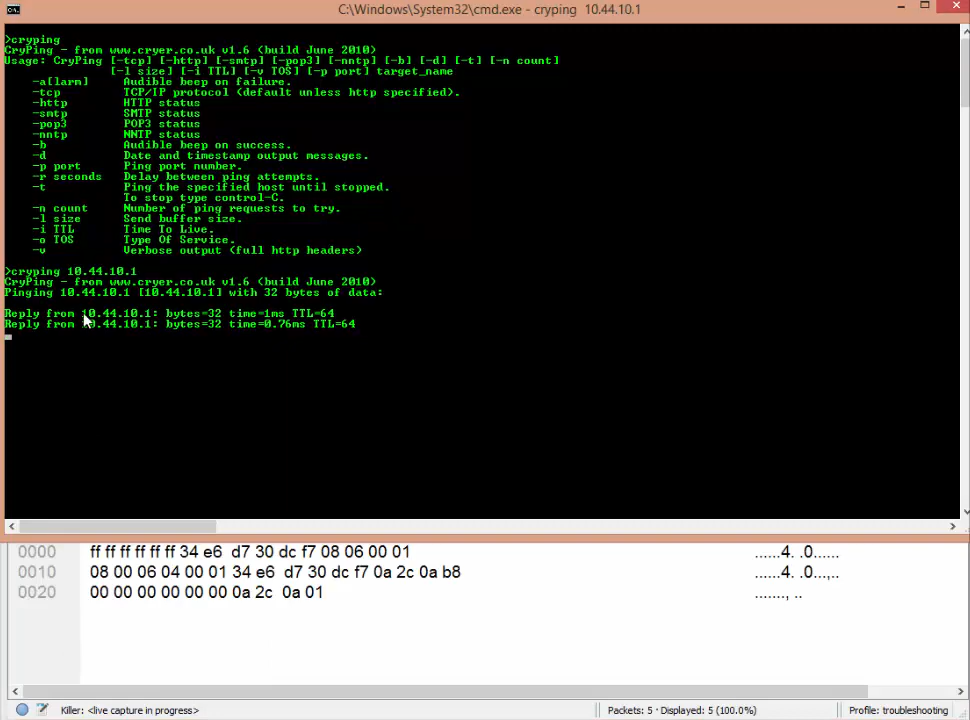 C:\Windows\System32\cmd.exe - cryping 10.44.10.1
>cryping
CryPing - from www.cryer.co.uk v1.6 (build June 2010)
Usage: CryPing [-tcp] [-http] [-smtp] [-pop3] [-nntp] [-b] [-d] [-t] [-n count]
[-l size] [-i TTL] [-v TOS] [-p port] target_name
-a[larm] Audible beep on failure.
-tcp TCP/IP protocol (default unless http specified).
-http HTTP status
-smtp SMTP status
-pop3 POP3 status
-nntp NNTP status
-b Audible beep on success.
-d Date and timestamp output messages.
-p port Ping port number.
-r seconds Delay between ping attempts.
-t Ping the specified host until stopped.
To stop type control-C.
-n count Number of ping requests to try.
-l size Send buffer size.
-i TTL Time To Live.
-o TOS Type Of Service.
-v Verbose output (full http headers)
>cryping 10.44.10.1
CryPing - from www.cryer.co.uk v1.6 (build June 2010)
Pinging 10.44.10.1 [10.44.10.1] with 32 bytes of data:
Reply from 10.44.10.1: bytes=32 time=1ms TTL=64
Reply from 10.44.10.1: bytes=32 time=0.76ms TTL=64
0000 ff ff ff ff ff ff 34 e6 d7 30 dc f7 08 06 00 01 ......4. .0......
0010 08 00 06 04 00 01 34 e6 d7 30 dc f7 0a 2c 0a b8 ......4. .0...,..
0020 00 00 00 00 00 00 0a 2c 0a 01 ......., ..
Killer: <live capture in progress> Packets: 5 · Displayed: 5 (100.0%) Profile: troubleshooting